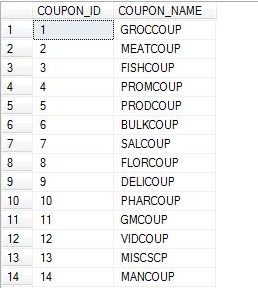 COUPON_ID COUPON_NAME
1 1 GROCCOUP
2 2 MEATCOUP
3 3 FISHCOUP
4 4 PROMCOUP
5 5 PRODCOUP
6 6 BULKCOUP
7 7 SALCOUP
8 8 FLORCOUP
9 9 DELICOUP
10 10 PHARCOUP
11 11 GMCOUP
12 12 VIDCOUP
13 13 MISCSCP
14 14 MANCOUP